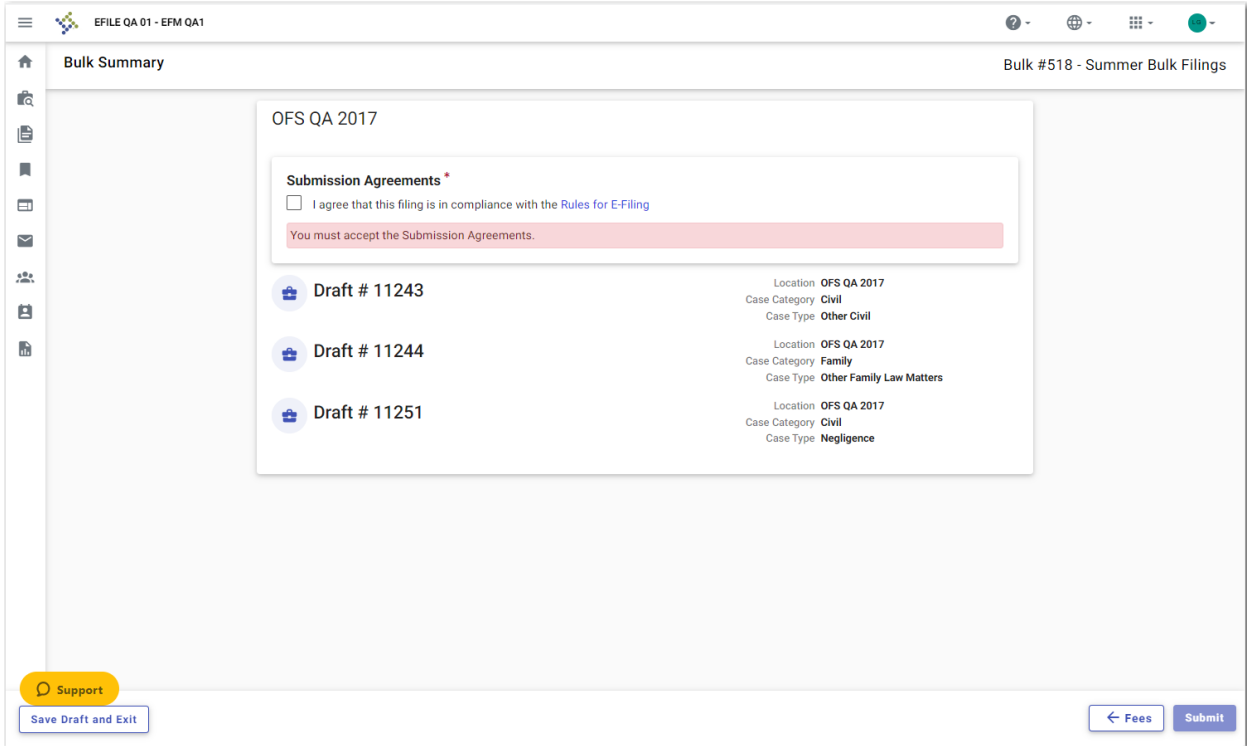 EFILE QA 01 - EFM QA1
LG
Bulk Summary
Bulk #518 - Summer Bulk Filings
OFS QA 2017
Submission Agreements *
I agree that this filing is in compliance with the Rules for E-Filing
You must accept the Submission Agreements.
Draft # 11243
Location OFS QA 2017
Case Category Civil
Case Type Other Civil
Draft # 11244
Location OFS QA 2017
Case Category Family
Case Type Other Family Law Matters
Draft # 11251
Location OFS QA 2017
Case Category Civil
Case Type Negligence
Support
Save Draft and Exit
Fees
Submit